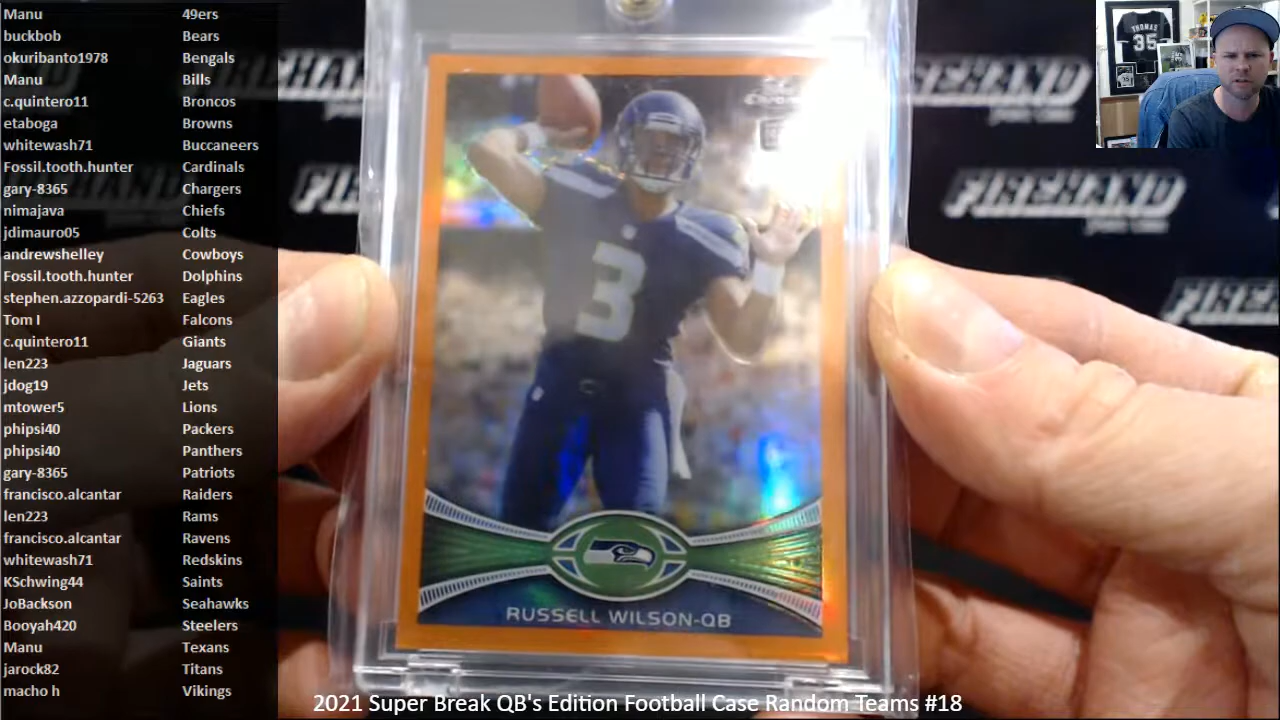 Manu 49ers
buckbob Bears
okuribanto1978 Bengals
Manu Bills
c.quintero11 Broncos
etaboga Browns
whitewash71 Buccaneers
Fossil.tooth.hunter Cardinals
gary-8365 Chargers
nimajava Chiefs
jdimauro05 Colts
andrewshelley Cowboys
Fossil.tooth.hunter Dolphins
stephen.azzopardi-5263 Eagles
Tom I Falcons
c.quintero11 Giants
len223 Jaguars
jdog19 Jets
mtower5 Lions
phipsi40 Packers
phipsi40 Panthers
gary-8365 Patriots
francisco.alcantar Raiders
len223 Rams
francisco.alcantar Ravens
whitewash71 Redskins
KSchwing44 Saints
JoBackson Seahawks
Booyah420 Steelers
Manu Texans
jarock82 Titans
macho h Vikings
THOMAS
35
FIREHAND
FIREHAND
Chrome
3
RUSSELL WILSON-QB
2021 Super Break QB's Edition Football Case Random Teams #18